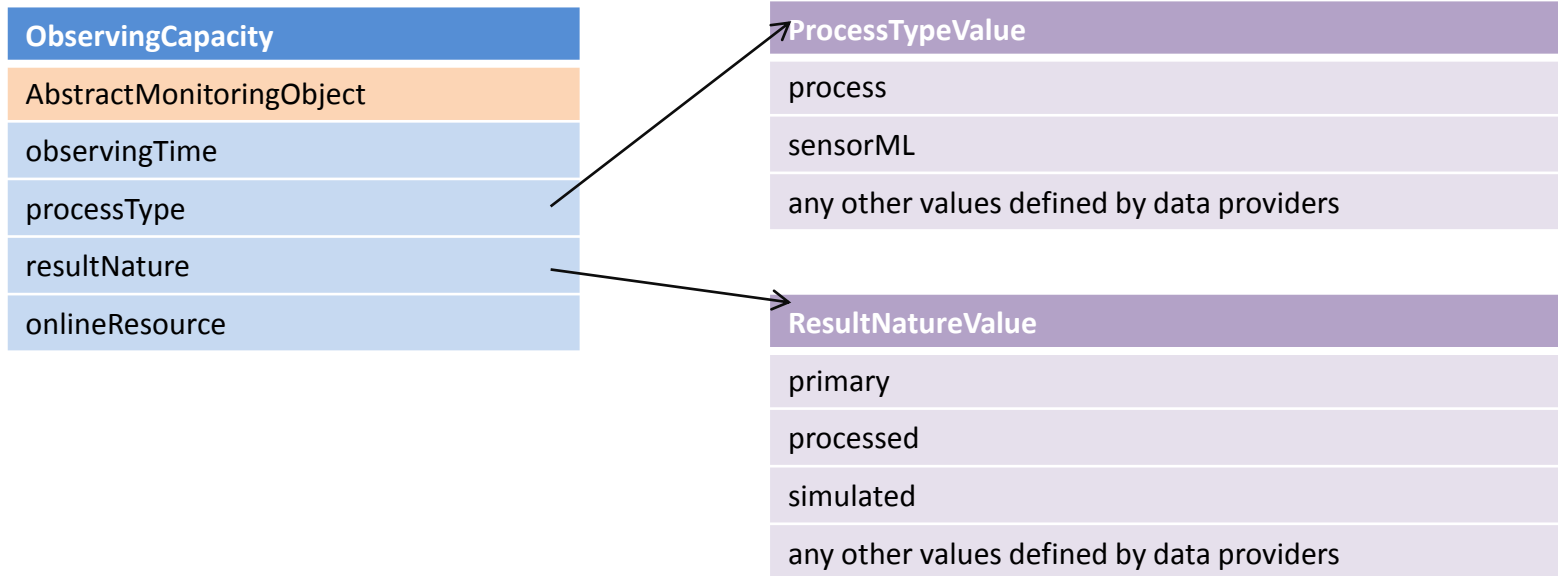 ObservingCapacity
AbstractMonitoringObject
observingTime
processType
resultNature
onlineResource
ProcessTypeValue
process
sensorML
any other values defined by data providers
ResultNatureValue
primary
processed
simulated
any other values defined by data providers